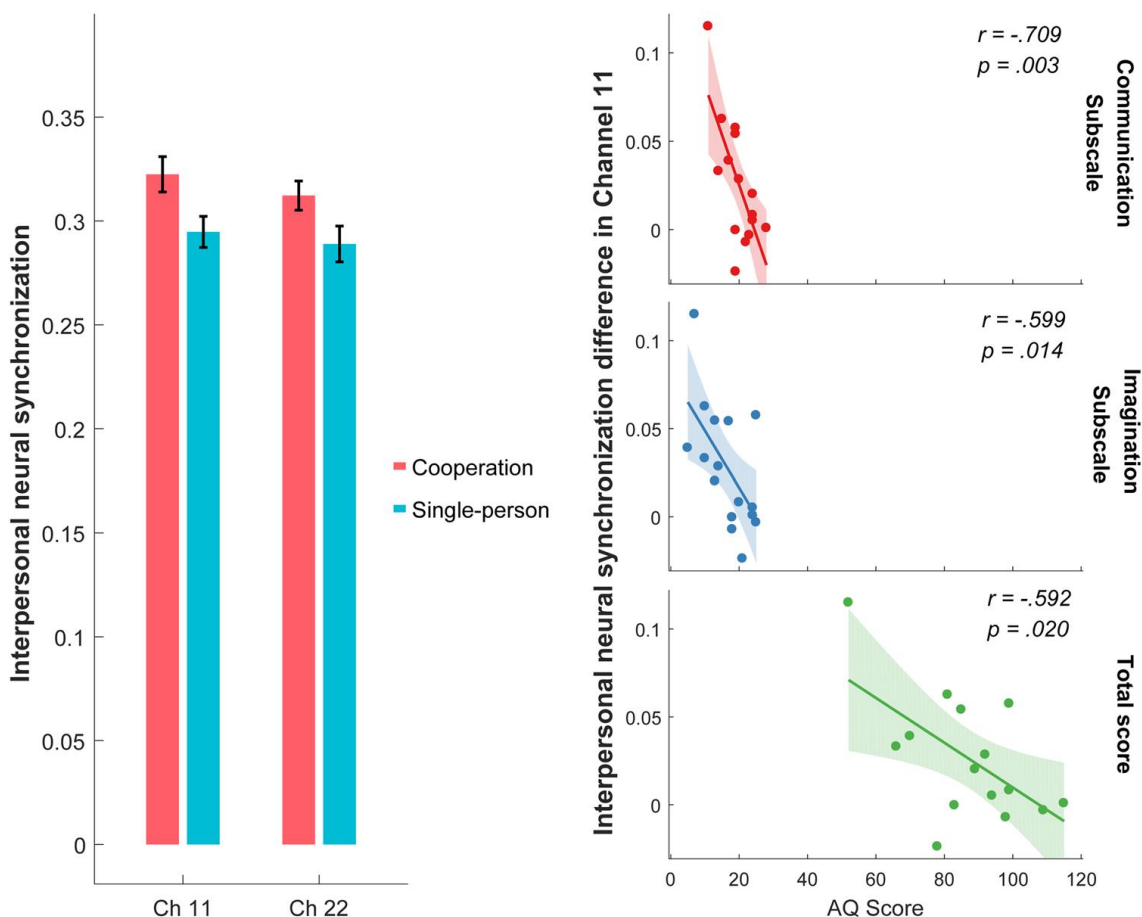 Interpersonal neural synchronization
0.35
0.3
0.25
0.2
0.15
0.1
0.05
0
Ch 11
Ch 22
Cooperation
Single-person
Interpersonal neural synchronization difference in Channel 11
0.1
0.05
0
r = -.709
p = .003
Communication
Subscale
0.1
0.05
0
r = -.599
p = .014
Imagination
Subscale
0.1
0.05
0
r = -.592
p = .020
Total score
0
20
40
60
80
100
120
AQ Score